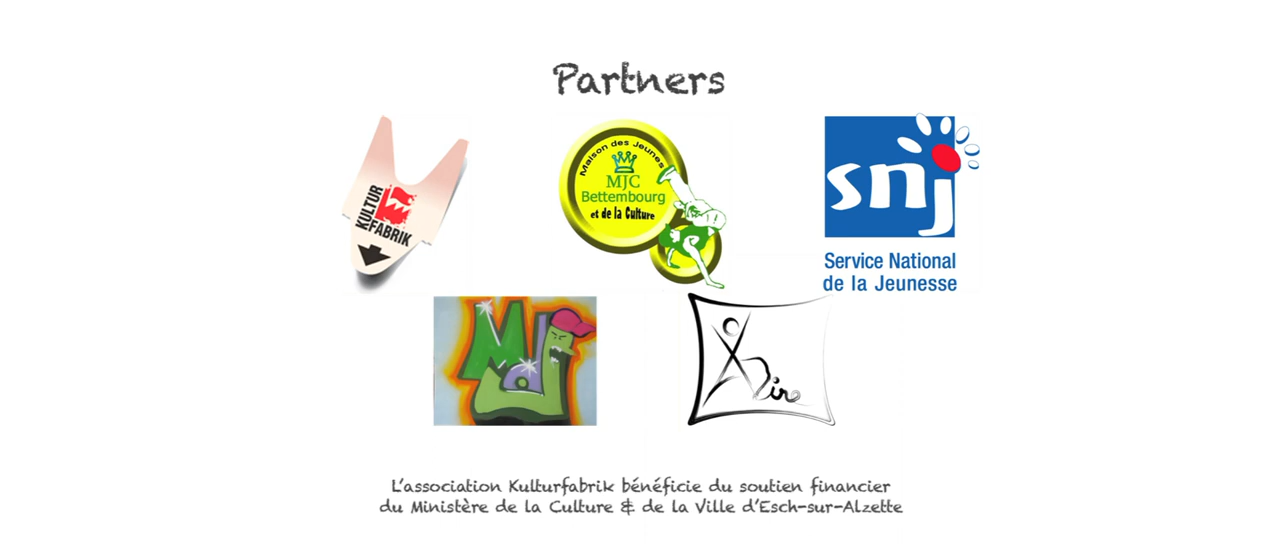 Partners
KULTUR
FABRIK
Maison des Jeunes
MJC
Bettembourg
et de la Culture
snj
Service National
de la Jeunesse
MdJ
L'association Kulturfabrik bénéficie du soutien financier
du Ministère de la Culture & de la Ville d'Esch-sur-Alzette